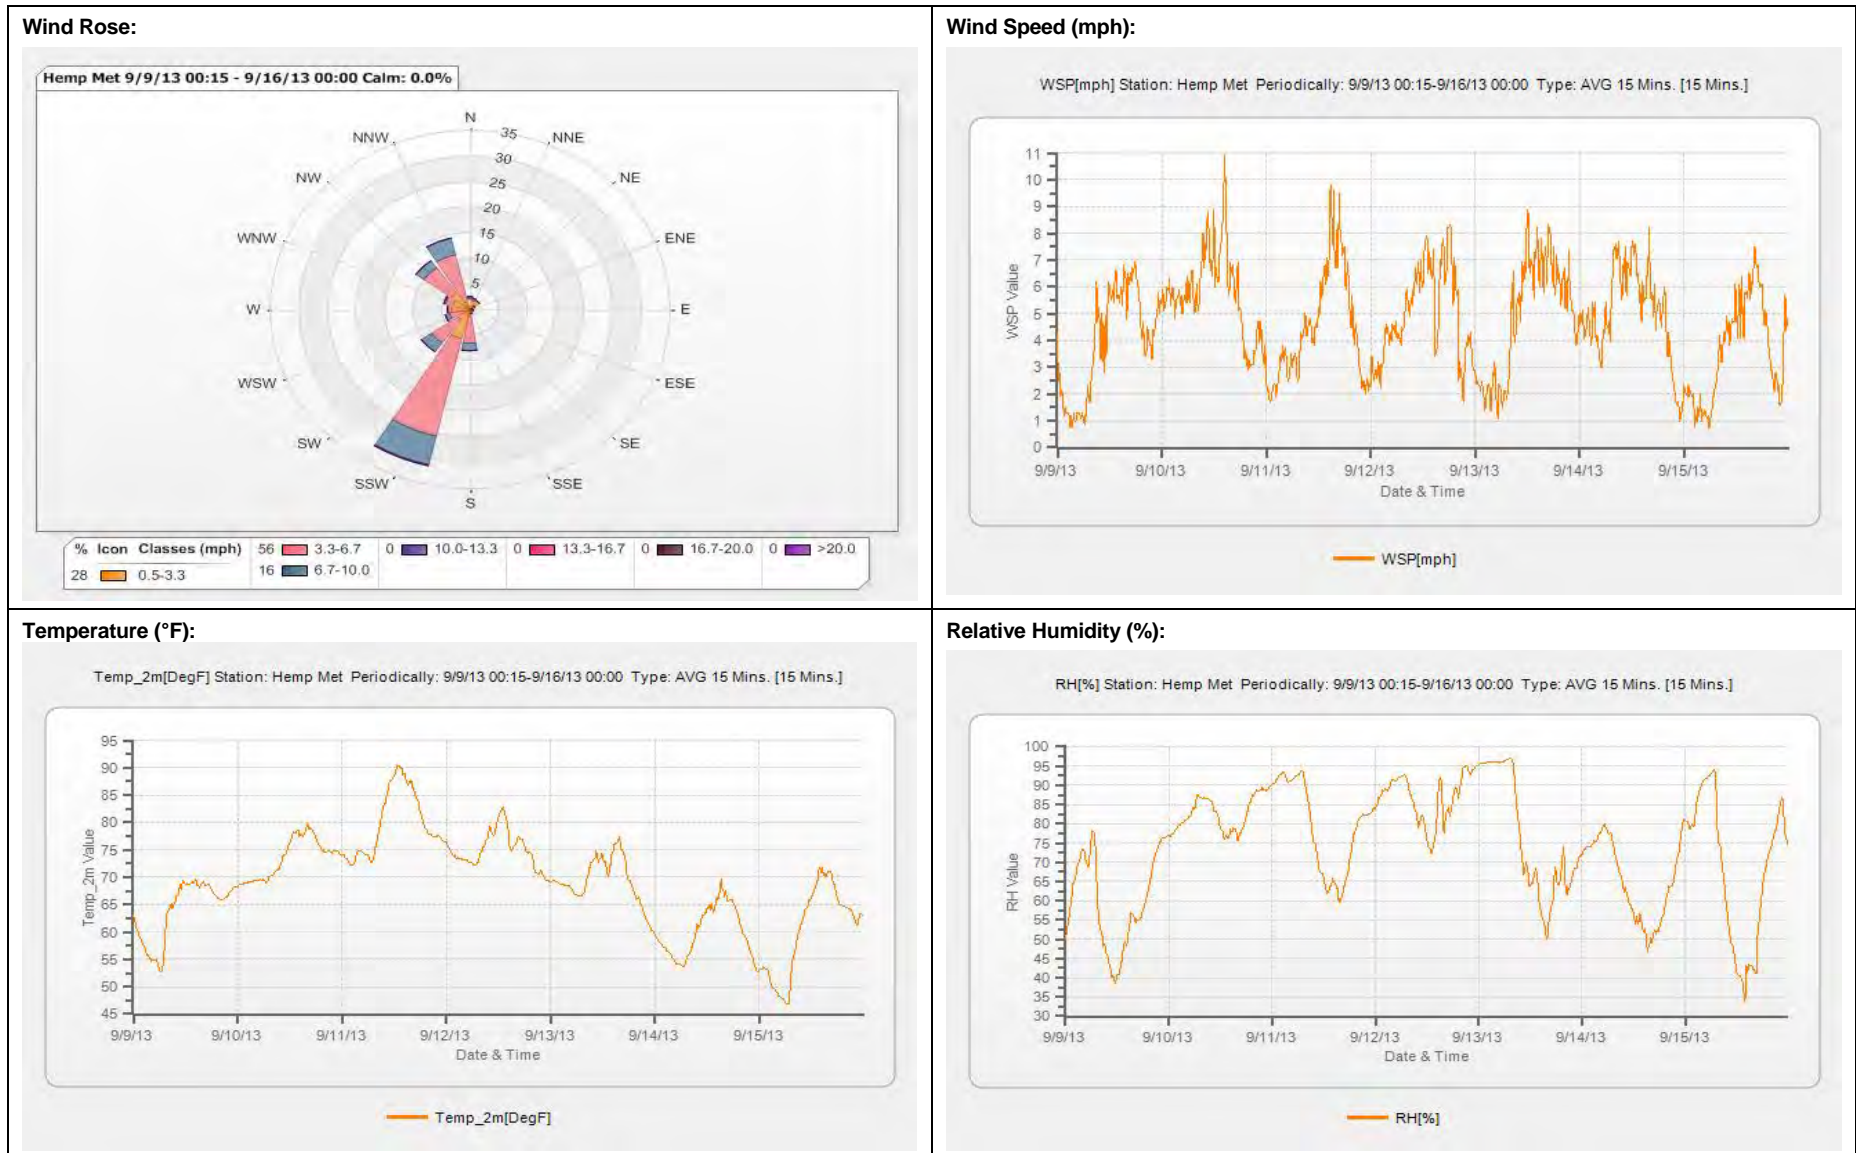 Wind Rose:
Hemp Met 9/9/13 00:15 - 9/16/13 00:00 Calm: 0.0%
N
NNE
NE
ENE
E
ESE
SE
SSE
S
SSW
SW
WSW
W
WNW
NW
NNW
35
30
25
20
15
10
5
% Icon Classes (mph)
28 0.5-3.3
56 3.3-6.7
16 6.7-10.0
0 10.0-13.3
0 13.3-16.7
0 16.7-20.0
0 >20.0
Wind Speed (mph):
WSP[mph] Station: Hemp Met Periodically: 9/9/13 00:15-9/16/13 00:00 Type: AVG 15 Mins. [15 Mins.]
WSP Value
11
10
9
8
7
6
5
4
3
2
1
0
9/9/13 9/10/13 9/11/13 9/12/13 9/13/13 9/14/13 9/15/13
Date & Time
WSP[mph]
Temperature (°F):
Temp_2m[DegF] Station: Hemp Met Periodically: 9/9/13 00:15-9/16/13 00:00 Type: AVG 15 Mins. [15 Mins.]
Temp_2m Value
95
90
85
80
75
70
65
60
55
50
45
9/9/13 9/10/13 9/11/13 9/12/13 9/13/13 9/14/13 9/15/13
Date & Time
Temp_2m[DegF]
Relative Humidity (%):
RH[%] Station: Hemp Met Periodically: 9/9/13 00:15-9/16/13 00:00 Type: AVG 15 Mins. [15 Mins.]
RH Value
100
95
90
85
80
75
70
65
60
55
50
45
40
35
30
9/9/13 9/10/13 9/11/13 9/12/13 9/13/13 9/14/13 9/15/13
Date & Time
RH[%]